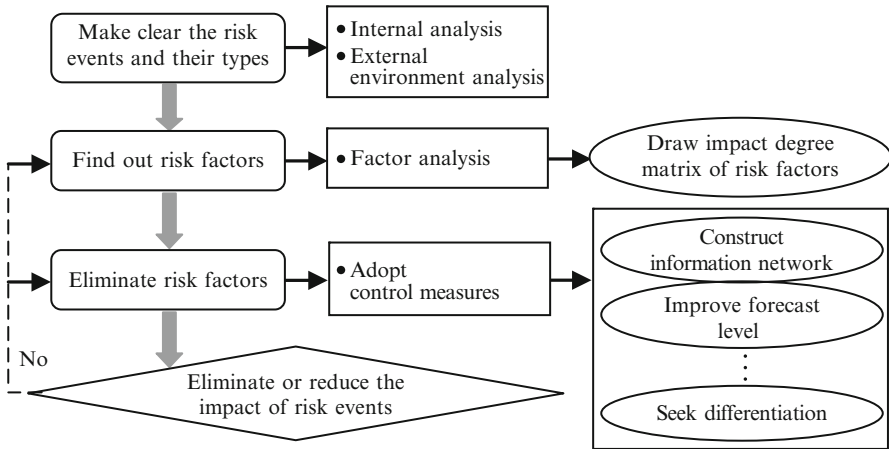 Make clear the risk
events and their types
• Internal analysis
• External
environment analysis
Find out risk factors
• Factor analysis
Draw impact degree
matrix of risk factors
Eliminate risk factors
• Adopt
control measures
Construct
information network
Improve forecast
level
Seek differentiation
No
Eliminate or reduce the
impact of risk events